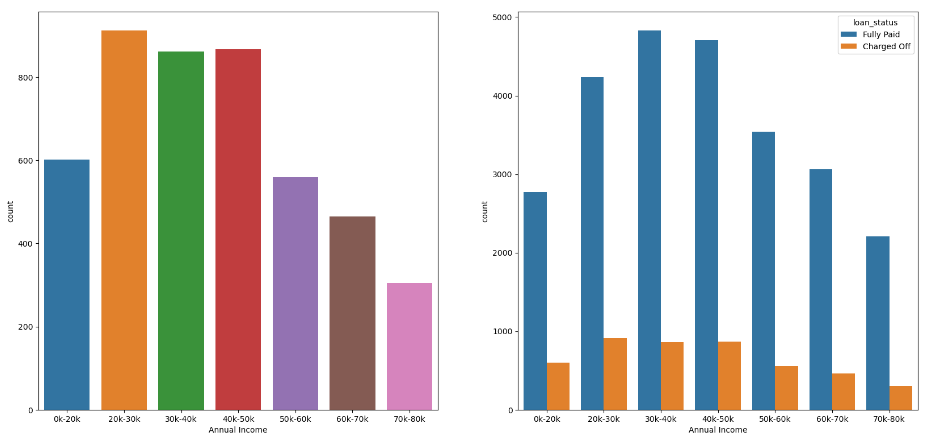 count
800
600
400
200
0
0k-20k 20k-30k 30k-40k 40k-50k 50k-60k 60k-70k 70k-80k
Annual Income
count
5000
4000
3000
2000
1000
0
loan_status
Fully Paid
Charged Off
0k-20k 20k-30k 30k-40k 40k-50k 50k-60k 60k-70k 70k-80k
Annual Income